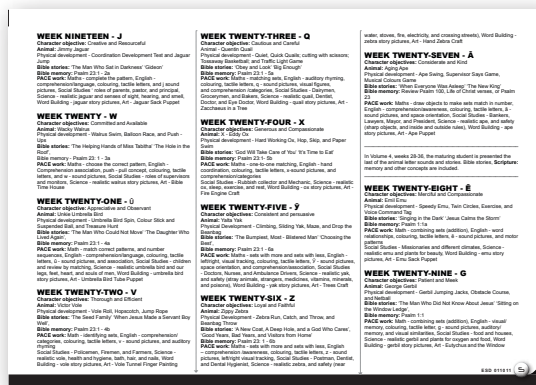 WEEK NINETEEN - J
Character objectives: Creative and Resourceful
Animal: Jimmy Jaguar
Physical development - Coordination Development Test and Jaguar
Jump
Bible stories: 'The Man Who Sat in Darkness' 'Gideon'
Bible memory: Psalm 23:1 - 2a
PACE work: Maths - complete the pattern, English -
comprehension/language, colouring, tactile letters, and j sound
pictures, Social Studies - roles of parents, pastor, and principal,
Science - realistic jaguar and senses of sight, hearing, and smell,
Word Building - jaguar story pictures, Art - Jaguar Sack Puppet
WEEK TWENTY - W
Character objectives: Committed and Available
Animal - Wacky Walrus
Physical development - Walrus Swim, Balloon Race, and Push -
Ups
Bible stories: 'The Helping Hands of Miss Tabitha' 'The Hole in the
Roof',
Bible memory - Psalm 23: 1 - 3a
PACE work: Maths - choose the correct pattern, English -
Comprehension association, push - pull concept, colouring, tactile
letters, and w - sound pictures, Social Studies - roles of supervisors
and monitors, Science - realistic walrus story pictures, Art - Bible
Time House
WEEK TWENTY-ONE - Ŭ
Character objectives: Appreciative and Observant
Animal: Unkie Umbrella Bird
Physical development - Umbrella Bird Spin, Colour Stick and
Suspended Ball, and Treasure Hunt
Bible stories: 'The Man Who Could Not Move' 'The Daughter Who
Lived Again',
Bible memory: Psalm 23:1 - 4a
PACE work: Math - match correct patterns, and number
sequences, English - comprehension/language, colouring, tactile
letters, ŭ - sound pictures, and association, Social Studies - children
and review by matching, Science - realistic umbrella bird and our
legs, feet, heart, and souls of men, Word Building - umbrella bird
story pictures, Art - Umbrella Bird Tube Puppet
WEEK TWENTY-TWO - V
Character objectives: Thorough and Efficient
Animal: Victor Vole
Physical development - Vole Roll, Hopscotch, Jump Rope
Bible stories: 'The Seed Family' 'When Jesus Made a Servant Boy
Well',
Bible memory: Psalm 23:1 - 4b
PACE work: Math - identifying sets, English - comprehension/
categories, colouring, tactile letters, v - sound pictures, and auditory
rhyming
Social Studies - Policeman, Firemen, and Farmers, Science -
realistic vole, health and hygiene, bath, hair, and nails, Word
Building - vole story pictures, Art - Vole Tunnel Finger Painting
WEEK TWENTY-THREE - Q
Character objectives: Cautious and Careful
Animal - Quentin Quail
Physical development - Quiet, Quick Quails; cutting with scissors;
Tossaway Basketball; and Traffic Light Game
Bible stories: 'Obey and Look' 'Big Enough'
Bible memory: Psalm 23:1 - 5a
PACE work: Maths - matching sets, English - auditory rhyming,
colouring, tactile letters, q - sound pictures, visual figures,
and comprehension categories, Social Studies - Dairymen,
Grocerymen, and Bakers, Science - realistic quail, Dentist,
Doctor, and Eye Doctor, Word Building - quail story pictures, Art -
Zacchaeus in a Tree
WEEK TWENTY-FOUR - X
Character objectives: Generous and Compassionate
Animal: X - Eddy Ox
Physical development - Hard Working Ox, Hop, Skip, and Paper
Swim
Bible stories: 'God Will Take Care of You' 'It's Time to Eat'
Bible memory: Psalm 23:1- 5b
PACE work: Maths - one-to-one matching, English - hard
coordination, colouring, tactile letters, x-sound pictures, and
comprehension/categories
Social Studies - Rubbish collector and Mechanic, Science - realistic
ox, sleep, exercise, and rest, Word Building - ox story pictures, Art -
Fire Engine Craft
WEEK TWENTY-FIVE - Y̆
Character objectives: Consistent and persuasive
Animal: Yalla Yak
Physical development - Climbing, Sliding Yak, Maze, and Drop the
Beanbag
Bible stories: 'The Bumpiest, Most - Blistered Man' 'Choosing the
Best',
Bible memory: Psalm 23:1 - 6a
PACE work: Maths - sets with more and sets with less, English -
left/right, visual tracking, colouring, tactile letters, y̆ - sound pictures,
space orientation, and comprehension/association, Social Studies
- Doctors, Nurses, and Ambulance Drivers, Science - realistic yak,
and safety (stray animals, strangers, medicines, vitamins, minerals,
and poisons), Word Building - yak story pictures, Art - Trees Craft
WEEK TWENTY-SIX - Z
Character objectives: Loyal and Faithful
Animal: Zippy Zebra
Physical development - Zebra Run, Catch, and Throw, and
Beanbag Throw
Bible stories: 'A New Coat, A Deep Hole, and a God Who Cares',
'Good Years, Bad Years, and Visitors from Home'
Bible memory: Psalm 23:1 - 6b
PACE work: Maths - sets with more and sets with less, English
- comprehension /awareness, colouring, tactile letters, z - sound
pictures, left/right visual tracking, Social Studies - Postman, Dentist,
and Dental Hygienist, Science - realistic zebra, and safety (near
water, stoves, fire, electricity, and crossing streets), Word Building -
zebra story pictures, Art - Hand Zebra Craft
WEEK TWENTY-SEVEN - Ā
Character objectives: Considerate and Kind
Animal: Aging Ape
Physical development - Ape Swing, Supervisor Says Game,
Musical Colours Game
Bible stories: 'When Everyone Was Asleep' 'The New King'
Bible memory: Review Psalm 100, Life of Christ verses, or Psalm
23
PACE work: Maths - draw objects to make sets match in number,
English - comprehension/awareness, colouring, tactile letters, ā -
sound pictures, and space orientation, Social Studies - Bankers,
Lawyers, Mayor, and President, Science - realistic ape, and safety
(sharp objects, and inside and outside rules), Word Building - ape
story pictures, Art - Ape Puppet
In Volume 4, weeks 28-36, the maturing student is presented the
last of the animal letter sounds and stories. Bible stories, Scripture
memory and other concepts are included.
WEEK TWENTY-EIGHT - Ē
Character objectives: Merciful and Compassionate
Animal: Emil Emu
Physical development - Speedy Emu, Twin Circles, Exercise, and
Voice Command Tag
Bible stories: 'Singing in the Dark' 'Jesus Calms the Storm'
Bible memory: Psalm 1:1a
PACE work: Math - combining sets (addition), English - word
relationships, colouring, tactile letters, ē - sound pictures, and motor
patterns
Social Studies - Missionaries and different climates, Science -
realistic emu and plants for beauty, Word Building - emu story
pictures, Art - Emu Sack Puppet
WEEK TWENTY-NINE - G
Character objectives: Patient and Meek
Animal: George Gerbil
Physical development - Gerbil Jumping Jacks, Obstacle Course,
and Netball
Bible stories: 'The Man Who Did Not Know About Jesus' 'Sitting on
the Window Ledge',
Bible memory: Psalm 1:1
PACE work: Math - combining sets (addition), English - visual/
memory, colouring, tactile letter, g - sound pictures, auditory/
memory, and visual similarities, Social studies - food and houses,
Science - realistic gerbil and plants for oxygen and food, Word
Building - gerbil story pictures, Art - Eutychus and the Window
ESD 011011
5